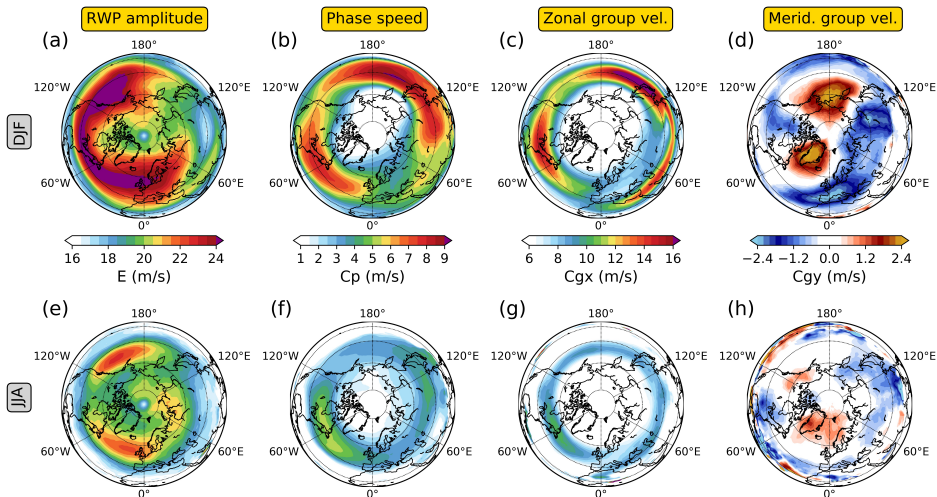 RWP amplitude Phase speed Zonal group vel. Merid. group vel.
(a) (b) (c) (d)
180° 180° 180° 180°
120°W 120°E 120°W 120°E 120°W 120°E 120°W 120°E
DJF
60°W 60°E 60°W 60°E 60°W 60°E 60°W 60°E
0° 0° 0° 0°
16 18 20 22 24 1 2 3 4 5 6 7 8 9 6 8 10 12 14 16 −2.4 −1.2 0.0 1.2 2.4
E (m/s) Cp (m/s) Cgx (m/s) Cgy (m/s)
(e) (f) (g) (h)
180° 180° 180° 180°
120°W 120°E 120°W 120°E 120°W 120°E 120°W 120°E
JJA
60°W 60°E 60°W 60°E 60°W 60°E 60°W 60°E
0° 0° 0° 0°